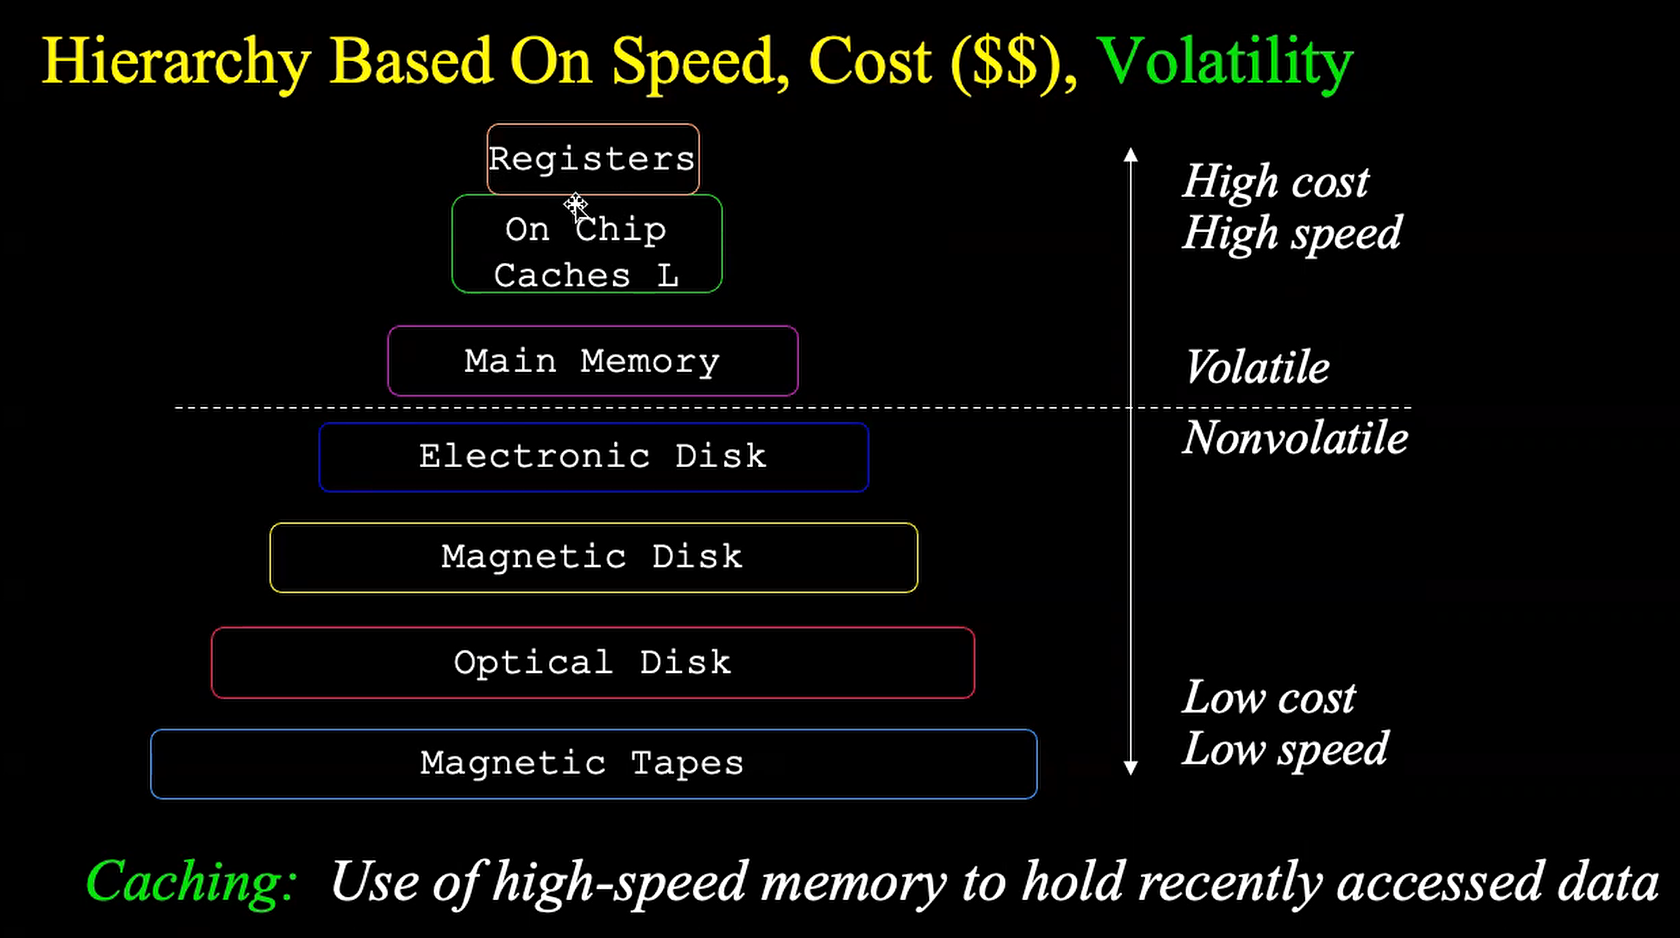 Hierarchy Based On Speed, Cost ($$), Volatility
Registers
On Chip
Caches L
Main Memory
Electronic Disk
Magnetic Disk
Optical Disk
Magnetic Tapes
High cost
High speed
Volatile
Nonvolatile
Low cost
Low speed
Caching: Use of high-speed memory to hold recently accessed data